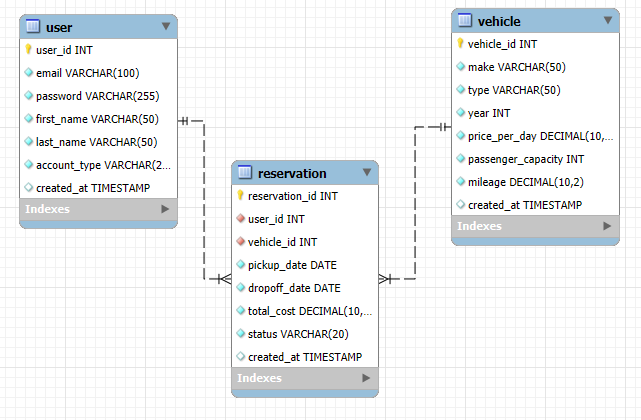 user
user_id INT
email VARCHAR(100)
password VARCHAR(255)
first_name VARCHAR(50)
last_name VARCHAR(50)
account_type VARCHAR(2...
created_at TIMESTAMP
Indexes
vehicle
vehicle_id INT
make VARCHAR(50)
type VARCHAR(50)
year INT
price_per_day DECIMAL(10,...
passenger_capacity INT
mileage DECIMAL(10,2)
created_at TIMESTAMP
Indexes
reservation
reservation_id INT
user_id INT
vehicle_id INT
pickup_date DATE
dropoff_date DATE
total_cost DECIMAL(10,...
status VARCHAR(20)
created_at TIMESTAMP
Indexes